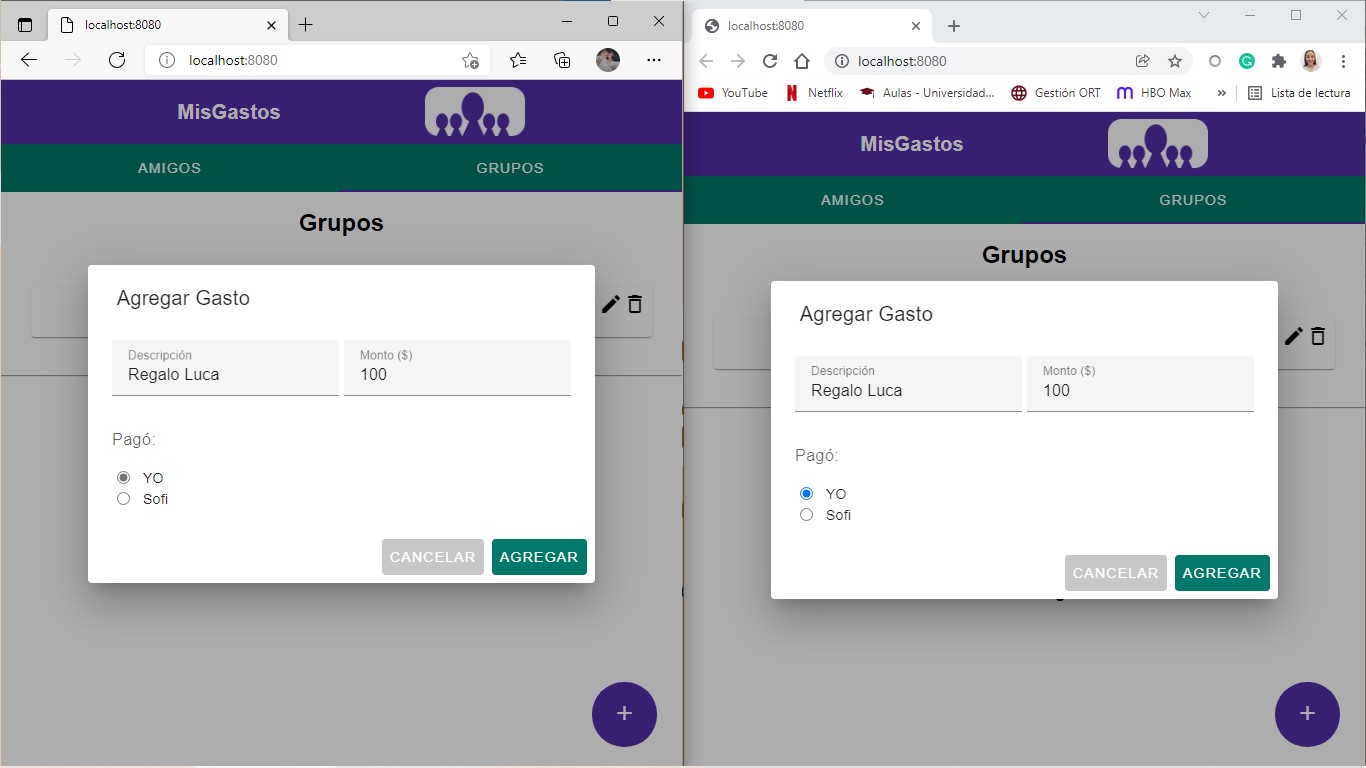 localhost:8080
localhost:8080
MisGastos
AMIGOS
GRUPOS
Grupos
Agregar Gasto
Descripción
Monto ($)
Regalo Luca
100
Pagó:
YO
Sofi
CANCELAR
AGREGAR
+
localhost:8080
localhost:8080
YouTube
Netflix
Aulas - Universidad...
Gestión ORT
HBO Max
»
Lista de lectura
MisGastos
AMIGOS
GRUPOS
Grupos
Agregar Gasto
Descripción
Monto ($)
Regalo Luca
100
Pagó:
YO
Sofi
CANCELAR
AGREGAR
+